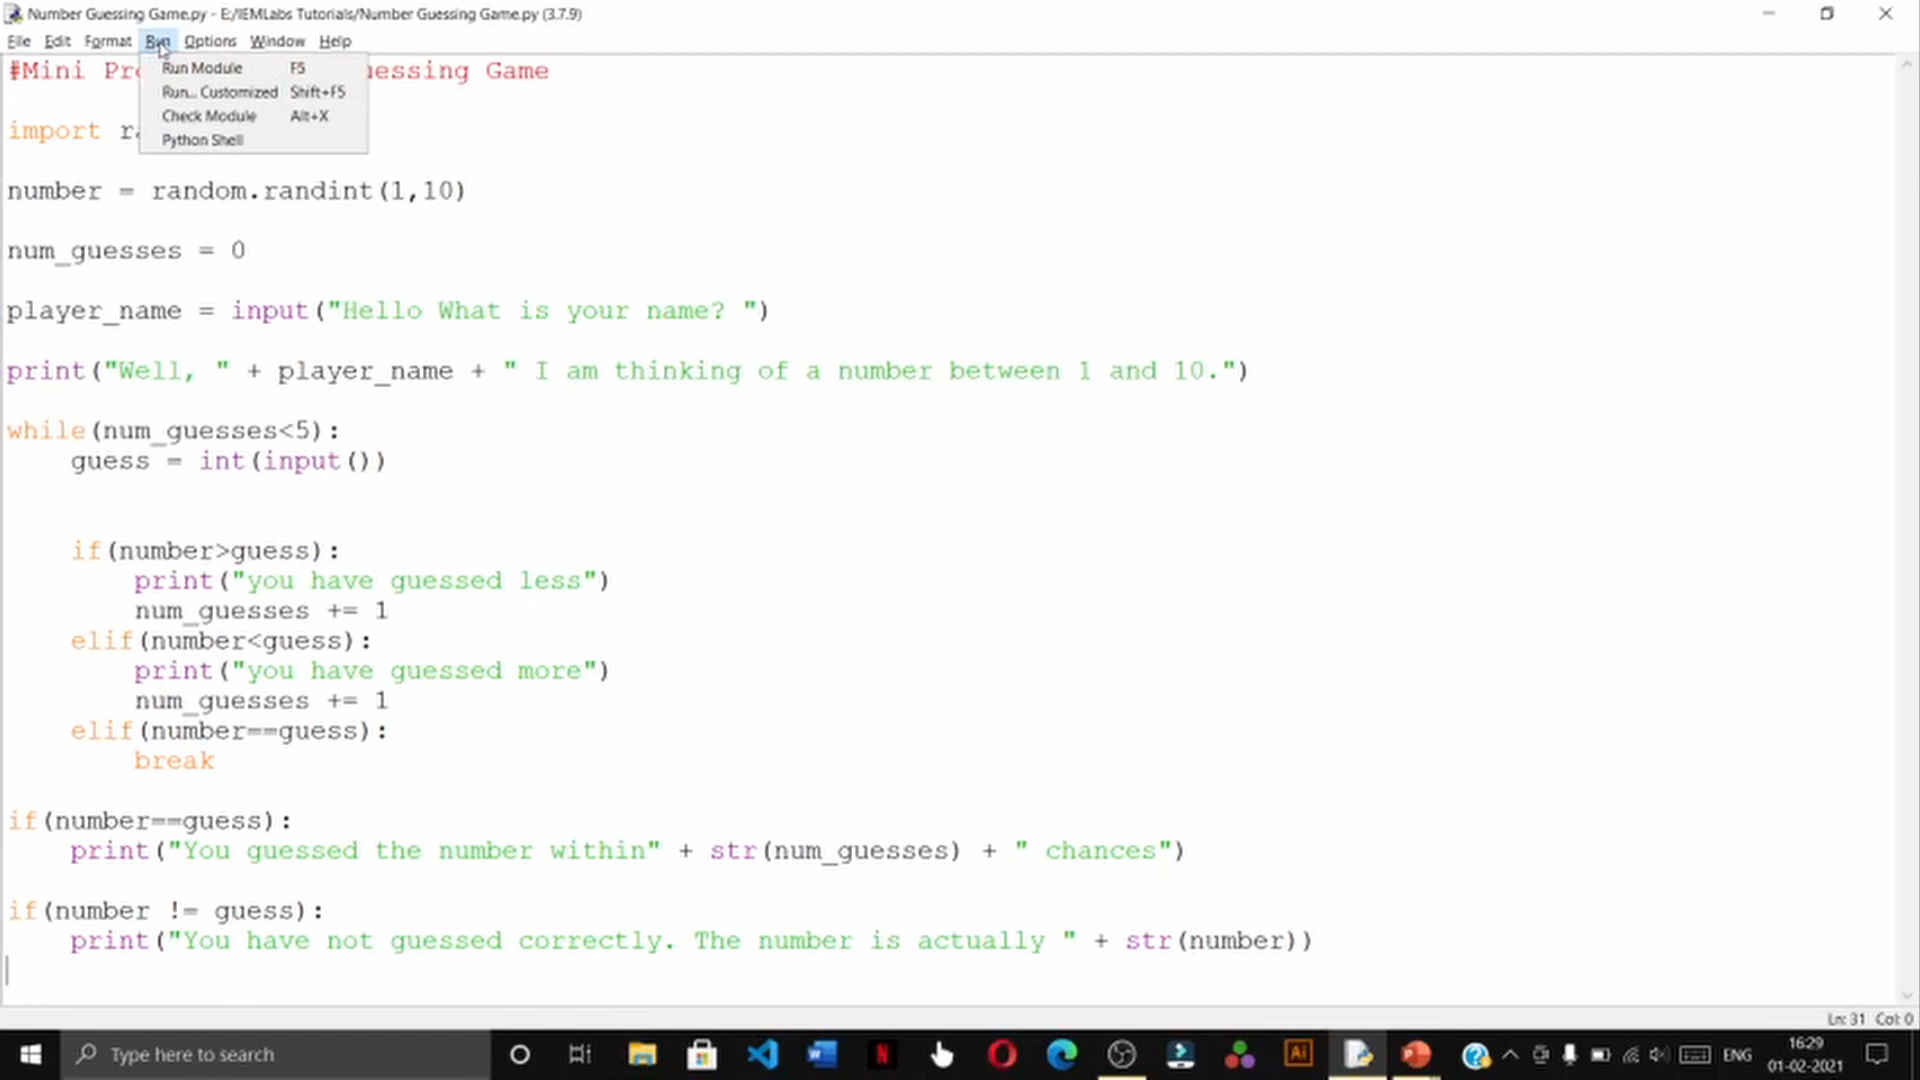 Number Guessing Game.py - E:/IEMLabs Tutorials/Number Guessing Game.py (3.7.9)
File Edit Format Run Options Window Help
Run Module F5
Run... Customized Shift+F5
Check Module Alt+X
Python Shell
#Mini Pr uessing Game
import r
number = random.randint(1,10)
num_guesses = 0
player_name = input("Hello What is your name? ")
print("Well, " + player_name + " I am thinking of a number between 1 and 10.")
while(num_guesses<5):
guess = int(input())
if(number>guess):
print("you have guessed less")
num_guesses += 1
elif(number<guess):
print("you have guessed more")
num_guesses += 1
elif(number==guess):
break
if(number==guess):
print("You guessed the number within" + str(num_guesses) + " chances")
if(number != guess):
print("You have not guessed correctly. The number is actually " + str(number))
Ln: 31 Col: 0
Type here to search
ENG
16:29
01-02-2021